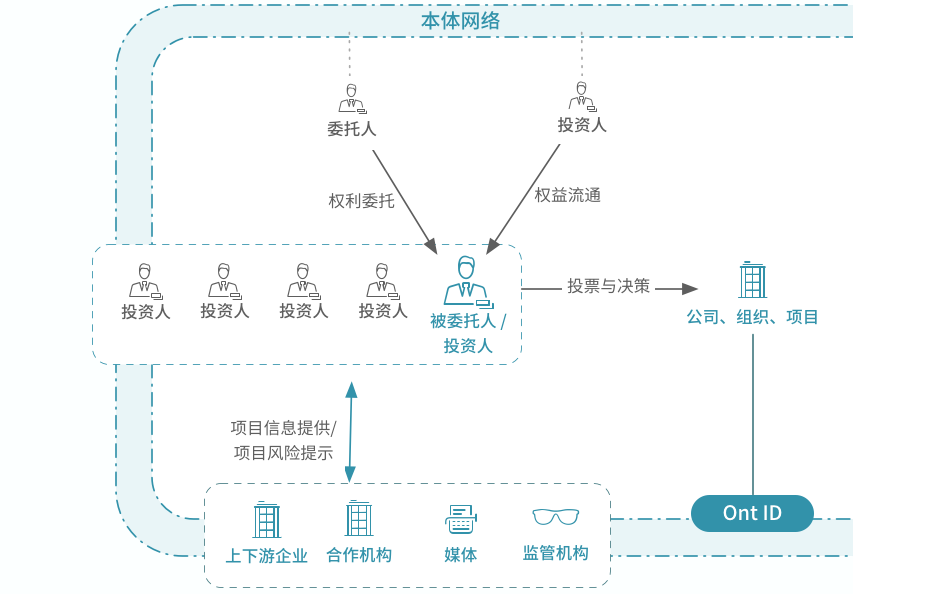 本体网络
委托人
投资人
权利委托
权益流通
投资人
投资人
投资人
投资人
被委托人 /
投资人
投票与决策
公司、组织、项目
项目信息提供/
项目风险提示
Ont ID
上下游企业
合作机构
媒体
监管机构